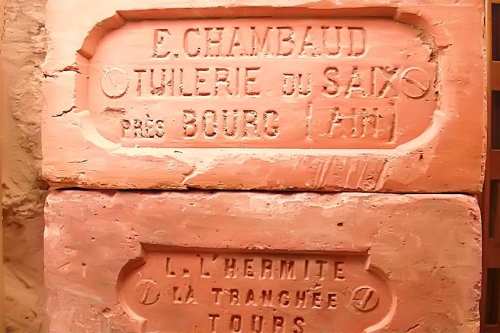 E. CHAMBAUD
TUILERIE DU SAIX
PRÈS BOURG (AIN)
L. L'HERMITE
LA TRANCHÉE
TOURS